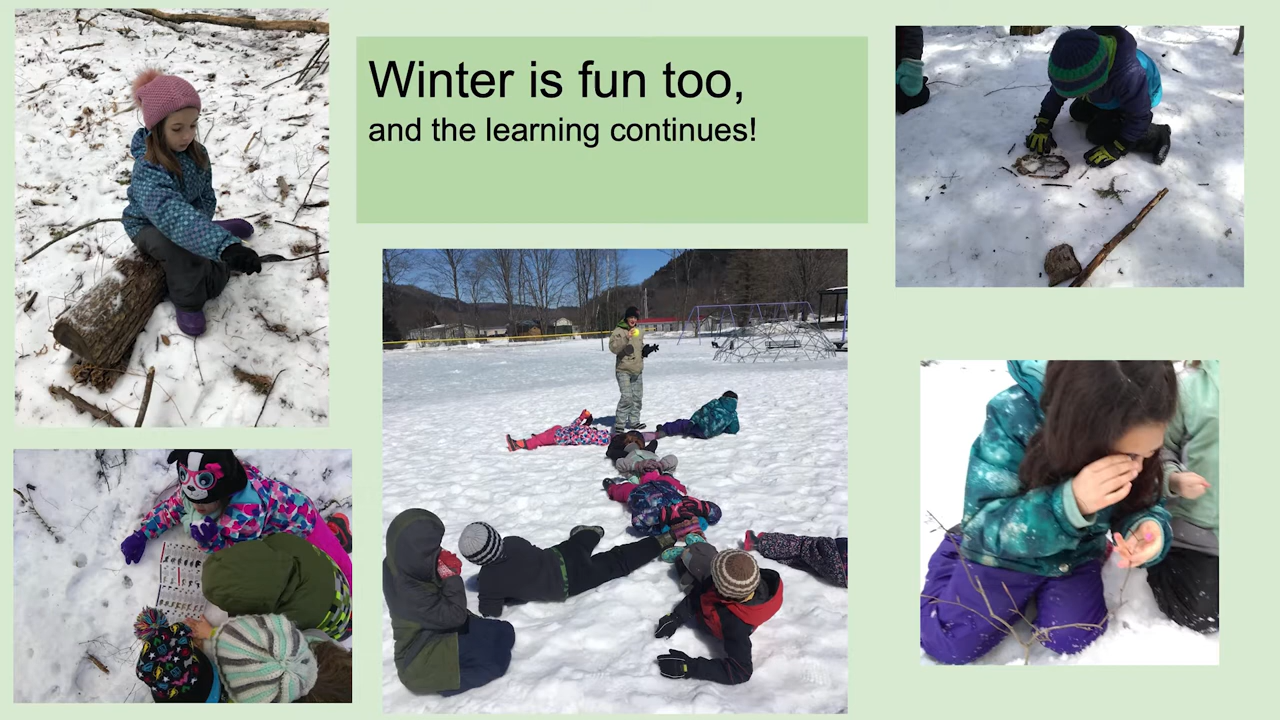 Winter is fun too,
and the learning continues!